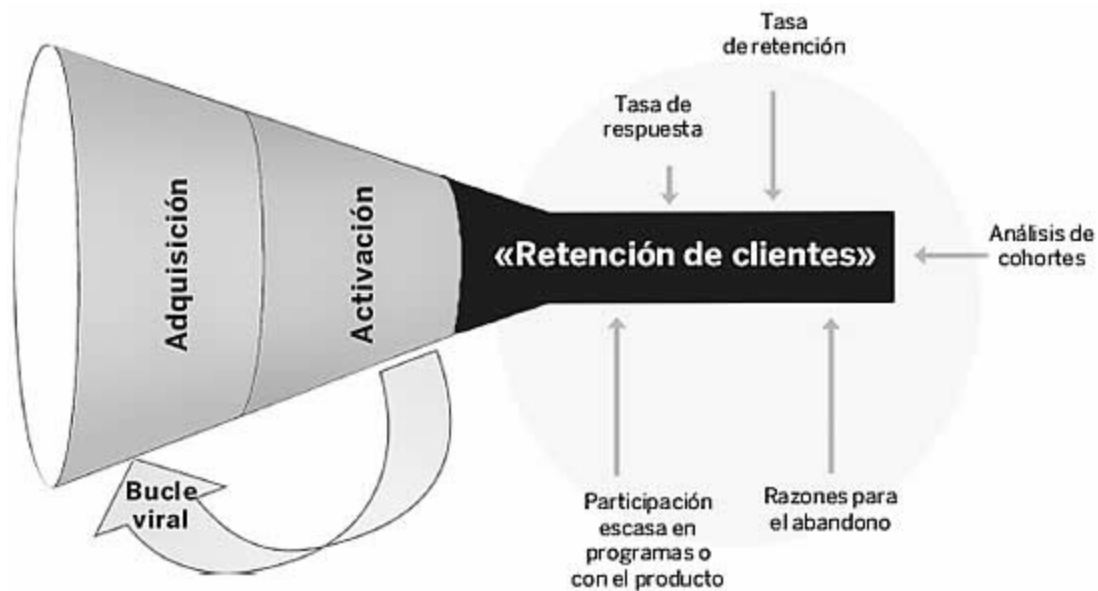 Adquisición
Activación
«Retención de clientes»
Tasa
de retención
Tasa de
respuesta
Análisis de
cohortes
Bucle
viral
Participación
escasa en
programas o
con el producto
Razones para
el abandono